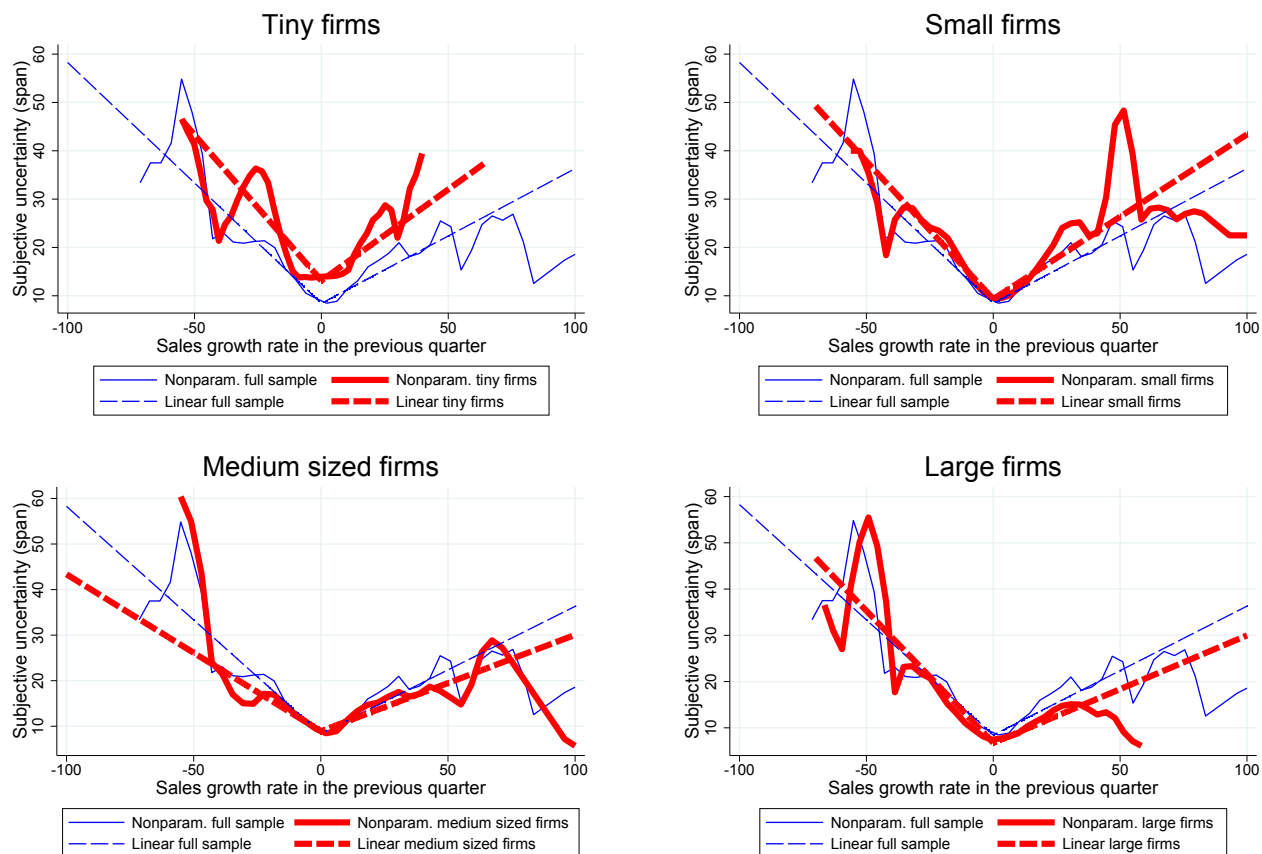 Tiny firms
Subjective uncertainty (span)
60
50
40
30
20
10
-100 -50 0 50 100
Sales growth rate in the previous quarter
Nonparam. full sample Nonparam. tiny firms
Linear full sample Linear tiny firms
Small firms
Subjective uncertainty (span)
60
50
40
30
20
10
-100 -50 0 50 100
Sales growth rate in the previous quarter
Nonparam. full sample Nonparam. small firms
Linear full sample Linear small firms
Medium sized firms
Subjective uncertainty (span)
60
50
40
30
20
10
-100 -50 0 50 100
Sales growth rate in the previous quarter
Nonparam. full sample Nonparam. medium sized firms
Linear full sample Linear medium sized firms
Large firms
Subjective uncertainty (span)
60
50
40
30
20
10
-100 -50 0 50 100
Sales growth rate in the previous quarter
Nonparam. full sample Nonparam. large firms
Linear full sample Linear large firms